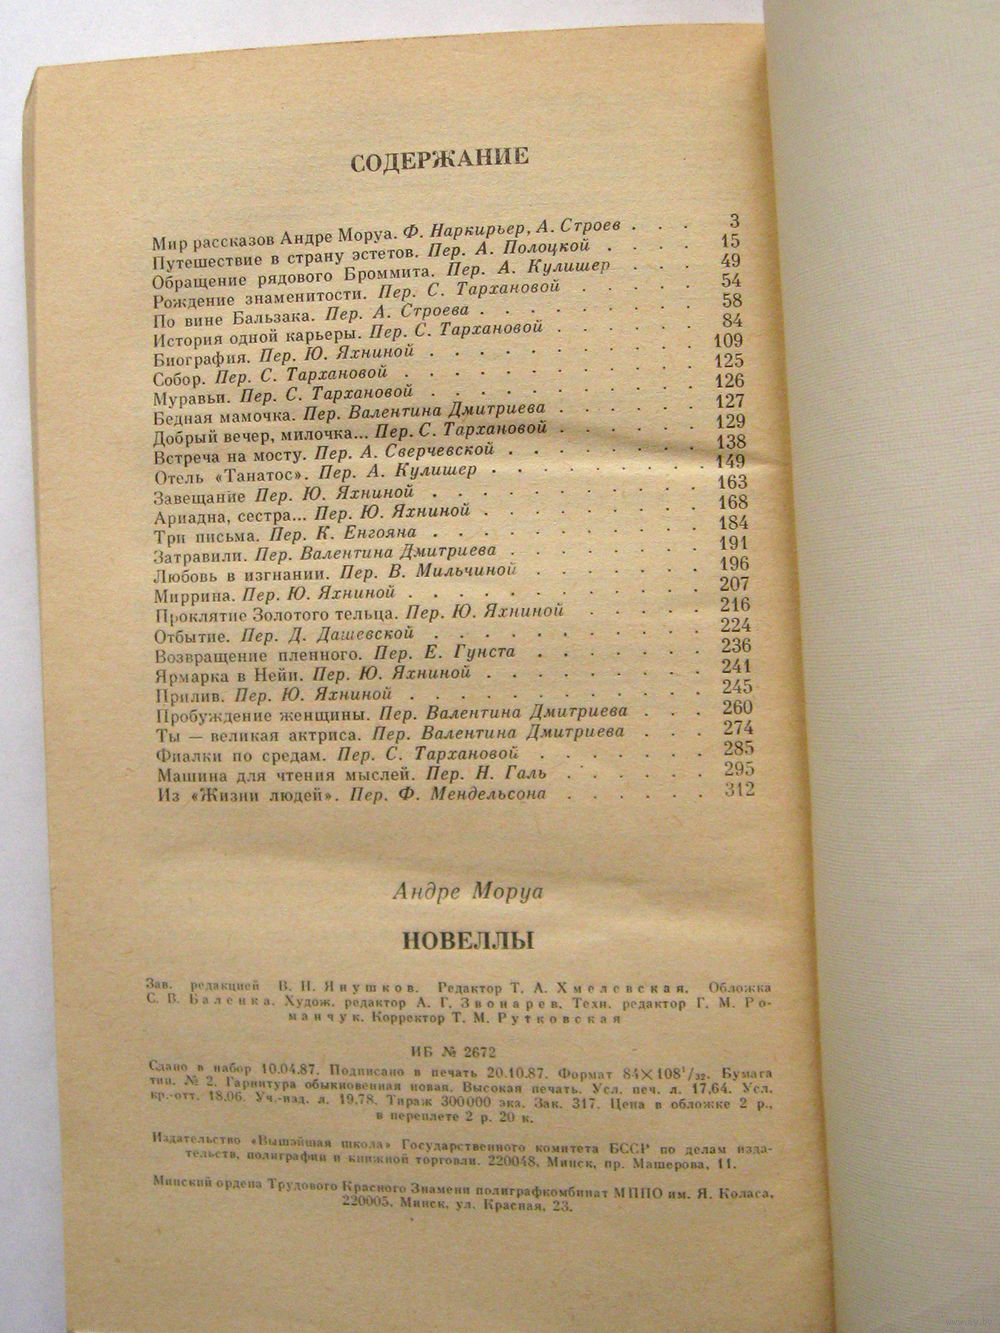 СОДЕРЖАНИЕ
Мир рассказов Андре Моруа. Ф. Наркирьер, А. Строев . . . 3
Путешествие в страну эстетов. Пер. А. Полоцкой . . . 15
Обращение рядового Броммита. Пер. А. Кулишер . . . 49
Рождение знаменитости. Пер. С. Тархановой . . . . 54
По вине Бальзака. Пер. А. Строева . . . . . . . 58
История одной карьеры. Пер. С. Тархановой . . . . . 84
Биография. Пер. Ю. Яхниной . . . . . . . . 109
Собор. Пер. С. Тархановой . . . . . . . . 125
Муравьи. Пер. С. Тархановой . . . . . . . . 126
Бедная мамочка. Пер. Валентина Дмитриева . . . . . 127
Добрый вечер, милочка... Пер. С. Тархановой . . . . . 129
Встреча на мосту. Пер. А. Сверчевской . . . . . . 138
Отель «Танатос». Пер. А. Кулишер . . . . . . . 149
Завещание Пер. Ю. Яхниной . . . . . . . . 163
Ариадна, сестра... Пер. Ю. Яхниной . . . . . . . 168
Три письма. Пер. К. Енгояна . . . . . . . . 184
Затравили. Пер. Валентина Дмитриева . . . . . . 191
Любовь в изгнании. Пер. В. Мильчиной . . . . . 196
Миррина. Пер. Ю. Яхниной . . . . . . . . . 207
Проклятие Золотого тельца. Пер. Ю. Яхниной . . . . 216
Отбытие. Пер. Д. Дашевской . . . . . . . . 224
Возвращение пленного. Пер. Е. Гунста . . . . . . 236
Ярмарка в Нейи. Пер. Ю. Яхниной . . . . . . . 241
Прилив. Пер. Ю. Яхниной . . . . . . . . . 245
Пробуждение женщины. Пер. Валентина Дмитриева . . . 260
Ты — великая актриса. Пер. Валентина Дмитриева . . . 274
Фиалки по средам. Пер. С. Тархановой . . . . . . 285
Машина для чтения мыслей. Пер. Н. Галь . . . . . 295
Из «Жизни людей». Пер. Ф. Мендельсона . . . . . 312
Андре Моруа
НОВЕЛЛЫ
Зав. редакцией В. И. Янушков. Редактор Т. А. Хмелевская. Обложка
С. В. Баленка. Худож. редактор А. Г. Звонарев. Техн. редактор Г. М. Ро-
манчук. Корректор Т. М. Рутковская
ИБ № 2672
Сдано в набор 10.04.87. Подписано в печать 20.10.87. Формат 84×108¹/₃₂. Бумага
тип. № 2. Гарнитура обыкновенная новая. Высокая печать. Усл. печ. л. 17,64. Усл.
кр.-отт. 18,06. Уч.-изд. л. 19,78. Тираж 300000 экз. Зак. 317. Цена в обложке 2 р.,
в переплете 2 р. 20 к.
Издательство «Вышэйшая школа» Государственного комитета БССР по делам изда-
тельств, полиграфии и книжной торговли. 220048, Минск, пр. Машерова, 11.
Минский ордена Трудового Красного Знамени полиграфкомбинат МППО им. Я. Коласа.
220005, Минск, ул. Красная, 23.